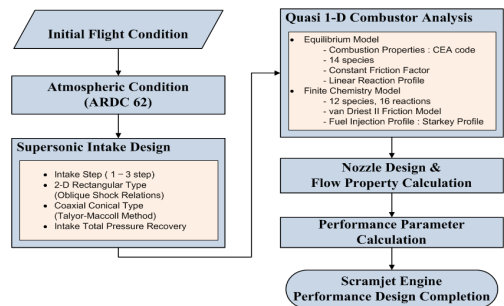 Initial Flight Condition
Atmospheric Condition
(ARDC 62)
Supersonic Intake Design
• Intake Step ( 1 – 3 step)
• 2-D Rectangular Type
(Oblique Shock Relations)
• Coaxial Conical Type
(Talyor-Maccoll Method)
• Intake Total Pressure Recovery
Quasi 1-D Combustor Analysis
• Equilibrium Model
- Combustion Properties : CEA code
- 14 species
- Constant Friction Factor
- Linear Reaction Profile
• Finite Chemistry Model
- 12 species, 16 reactions
- van Driest II Friction Model
- Fuel Injection Profile : Starkey Profile
Nozzle Design &
Flow Property Calculation
Performance Parameter
Calculation
Scramjet Engine
Performance Design Completion